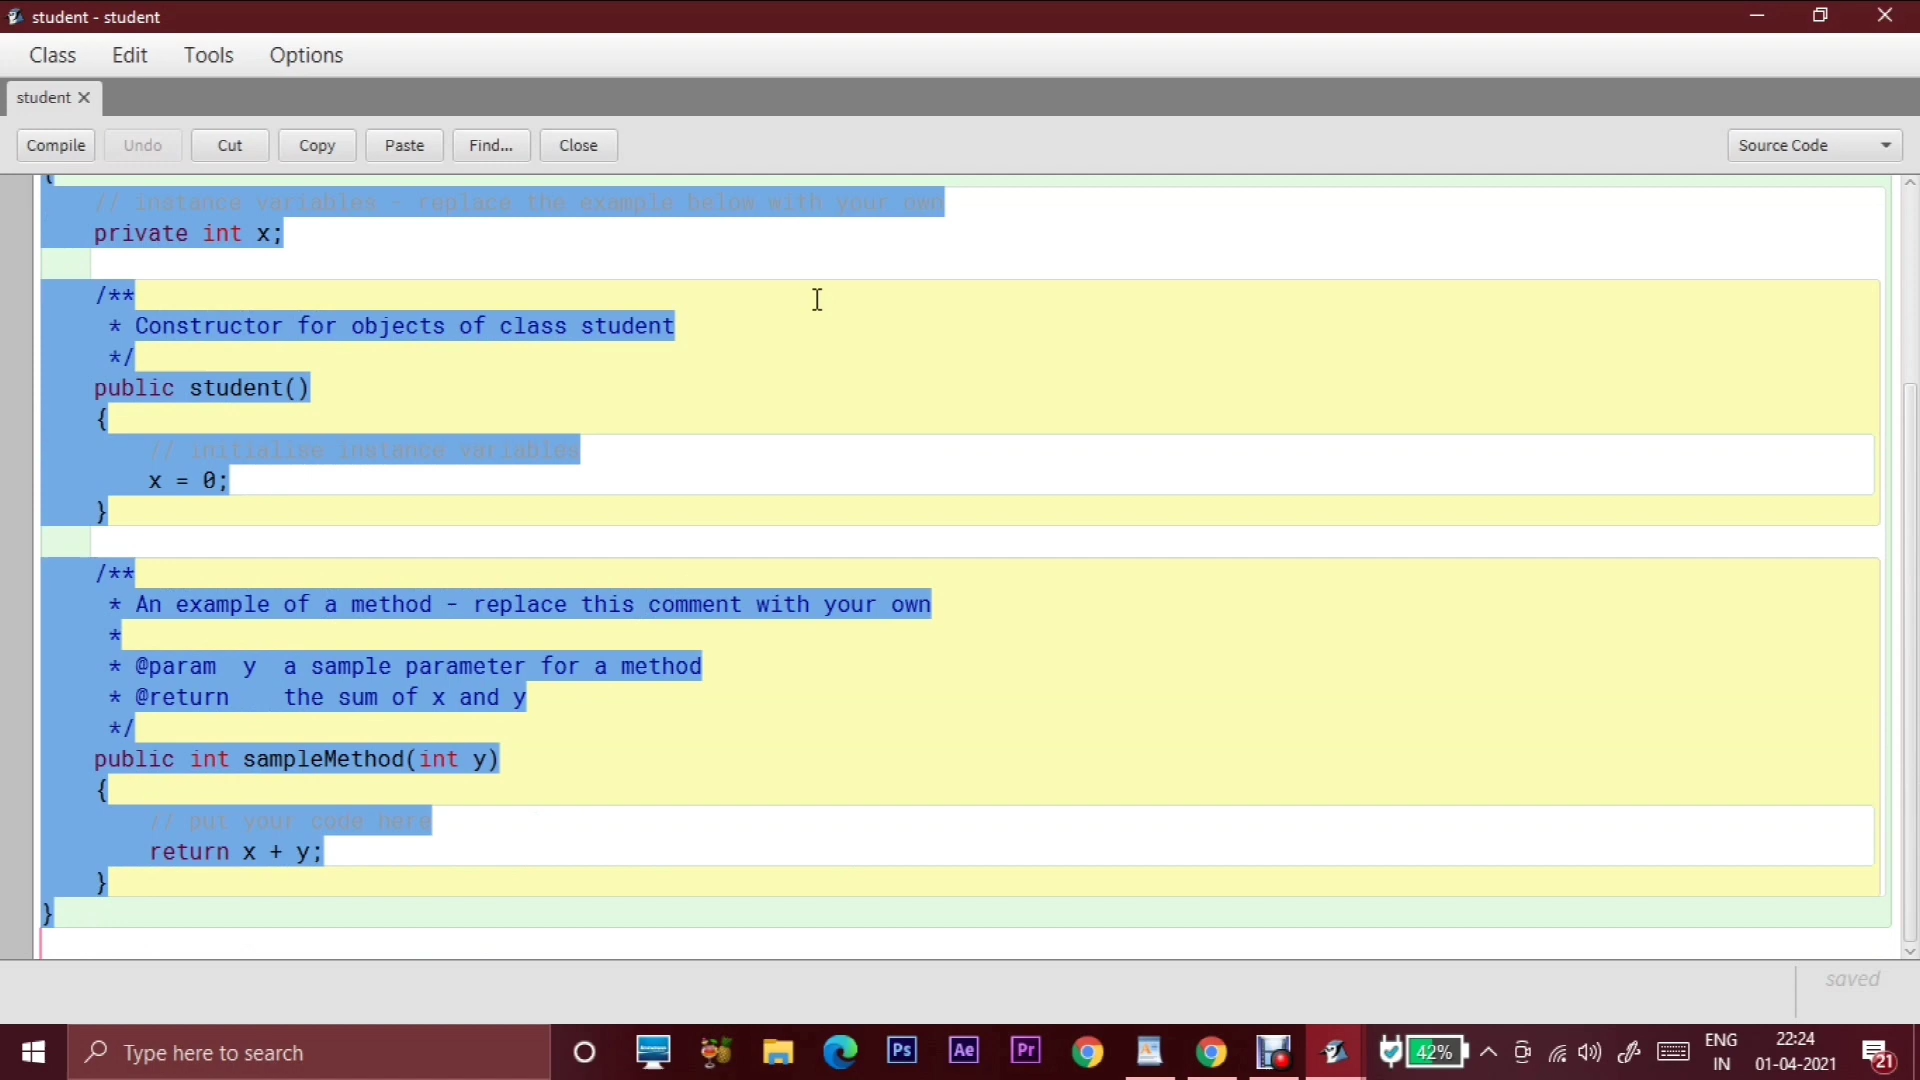 student - student
Class Edit Tools Options
student
Compile Undo Cut Copy Paste Find... Close Source Code
{
// instance variables - replace the example below with your own
private int x;
/**
* Constructor for objects of class student
*/
public student()
{
// initialise instance variables
x = 0;
}
/**
* An example of a method - replace this comment with your own
*
* @param y a sample parameter for a method
* @return the sum of x and y
*/
public int sampleMethod(int y)
{
// put your code here
return x + y;
}
}
saved
Type here to search Ps Ae Pr 42% ENG 22:24
IN 01-04-2021 21